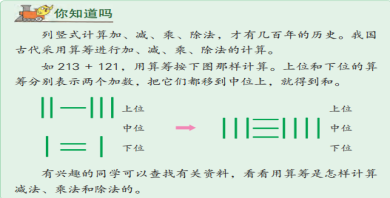 你知道吗
列竖式计算加、减、乘、除法，才有几百年的历史。我国
古代采用算筹进行加、减、乘、除法的计算。
如 213 + 121，用算筹按下图那样计算。上位和下位的算
筹分别表示两个加数，把它们都移到中位上，就得到和。
上位
中位
下位
上位
中位
下位
有兴趣的同学可以查找有关资料，看看用算筹是怎样计算
减法、乘法和除法的。